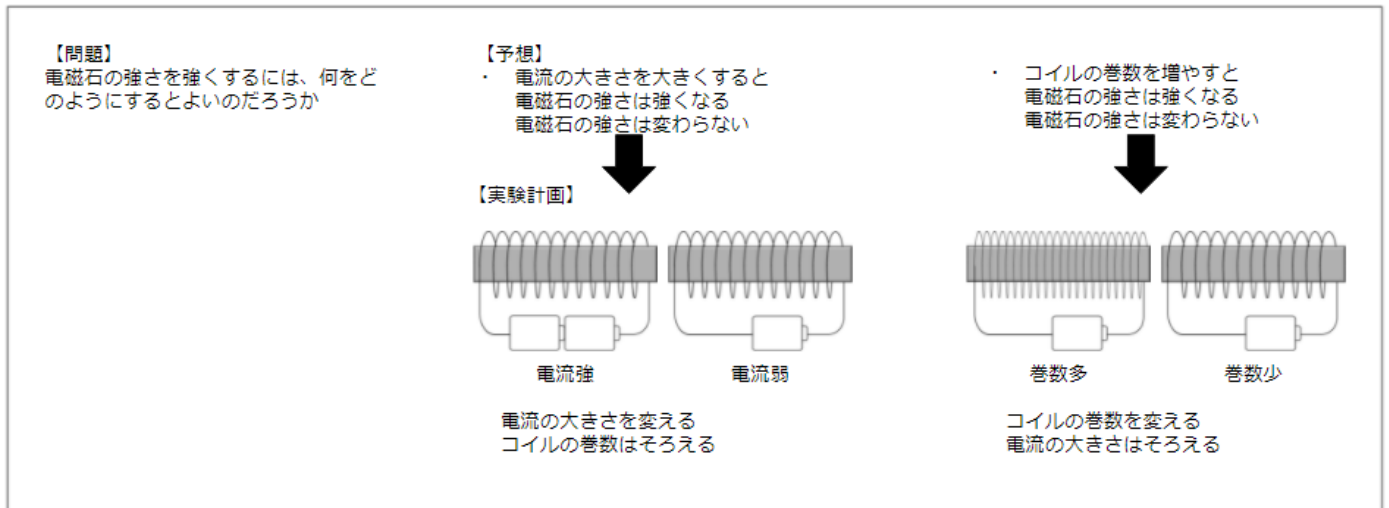 【問題】
電磁石の強さを強くするには、何をど
のようにするとよいのだろうか
【予想】
・ 電流の大きさを大きくすると
電磁石の強さは強くなる
電磁石の強さは変わらない
・ コイルの巻数を増やすと
電磁石の強さは強くなる
電磁石の強さは変わらない
【実験計画】
電流強
電流弱
巻数多
巻数少
電流の大きさを変える
コイルの巻数はそろえる
コイルの巻数を変える
電流の大きさはそろえる